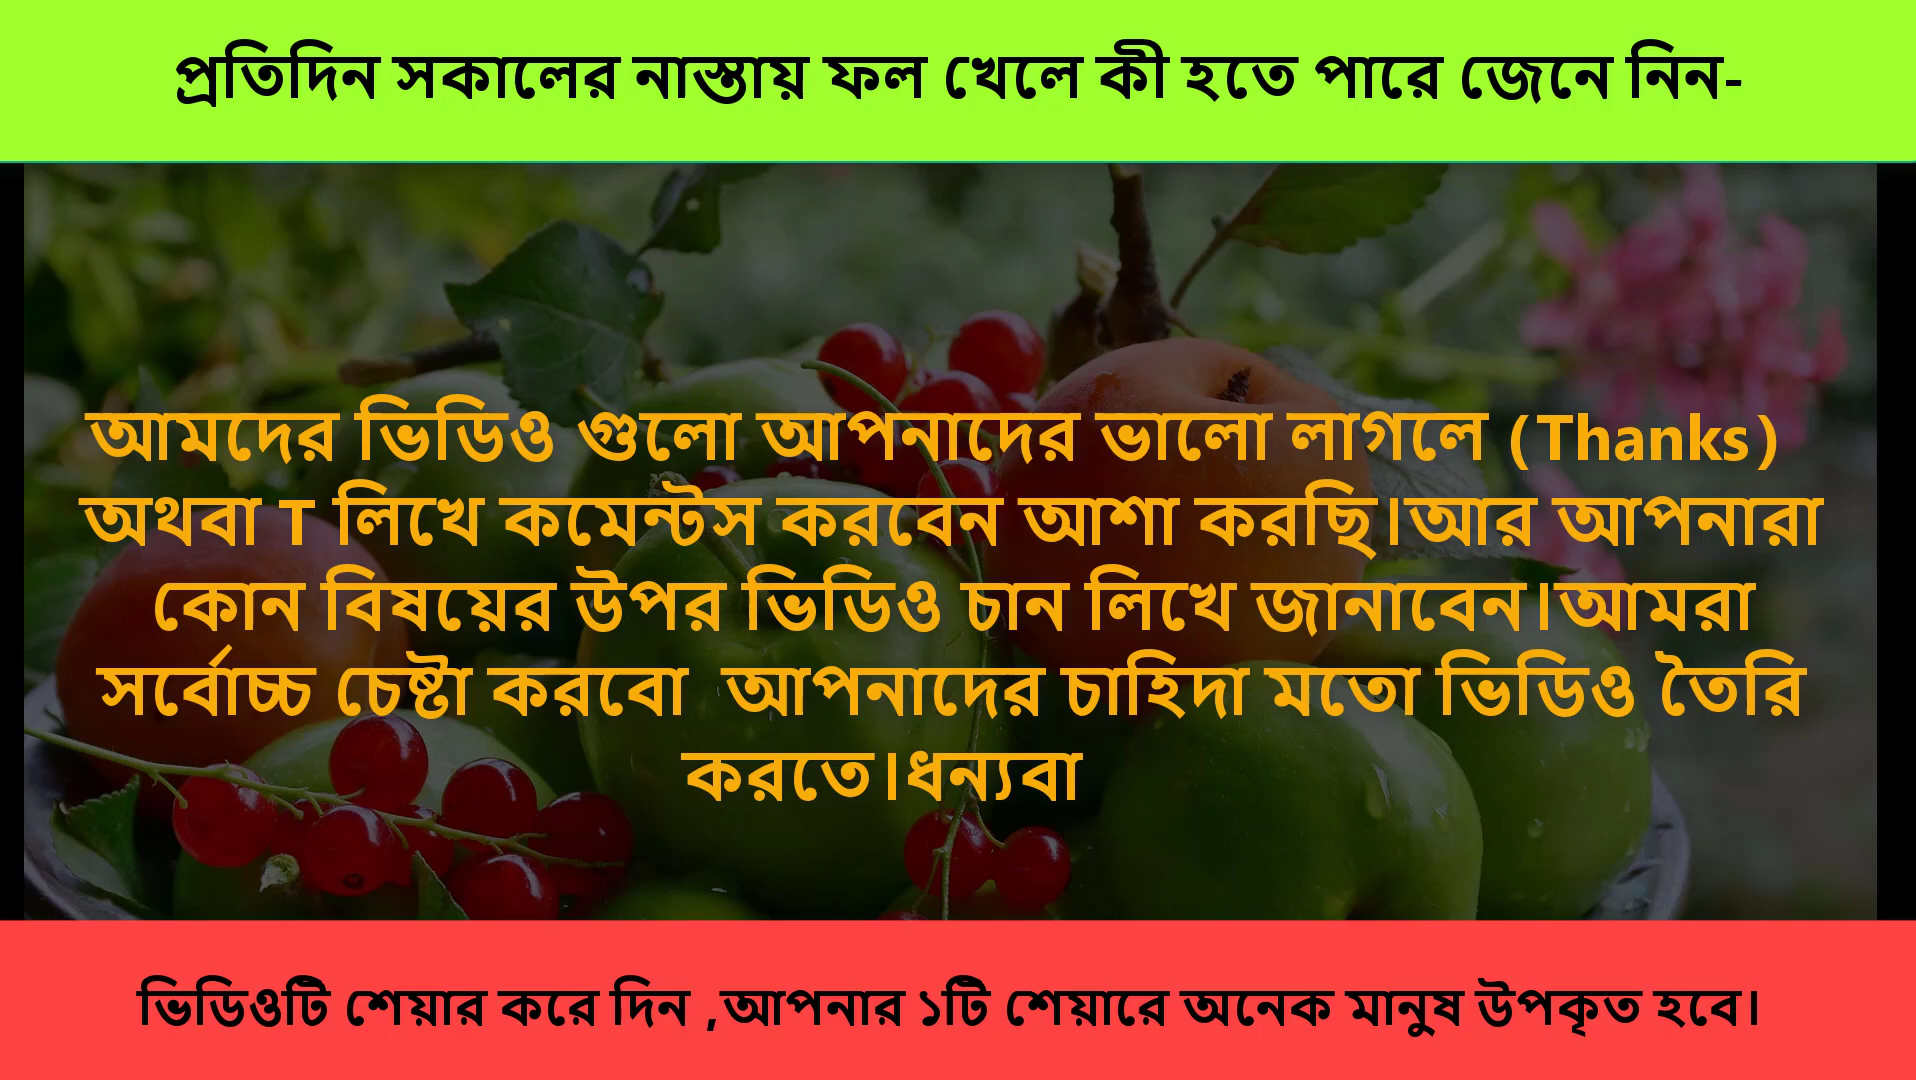 প্রতিদিন সকালের নাস্তায় ফল খেলে কী হতে পারে জেনে নিন-
আমদের ভিডিও গুলো আপনাদের ভালো লাগলে (Thanks)
অথবা T লিখে কমেন্টস করবেন আশা করছি।আর আপনারা
কোন বিষয়ের উপর ভিডিও চান লিখে জানাবেন।আমরা
সর্বোচ্চ চেষ্টা করবো আপনাদের চাহিদা মতো ভিডিও তৈরি
করতে।ধন্যবা
ভিডিওটি শেয়ার করে দিন ,আপনার ১টি শেয়ারে অনেক মানুষ উপকৃত হবে।